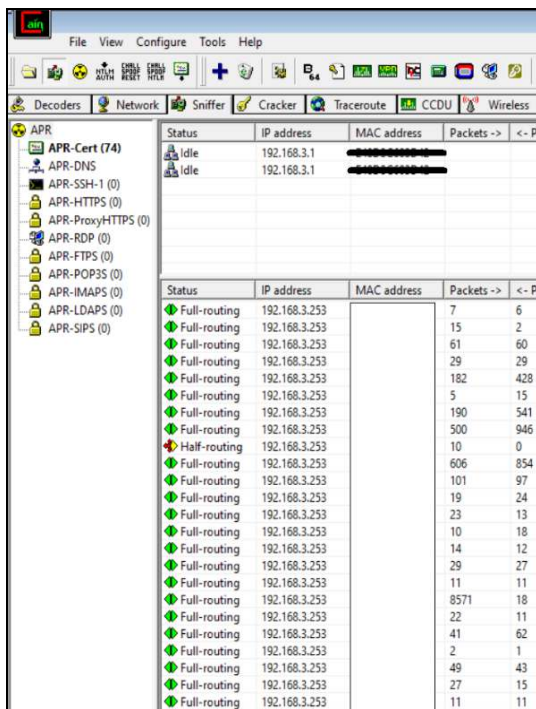 ain
File View Configure Tools Help
NTLM AUTH CHALL SPOOF RESET CHALL SPOOF NTLM B 64
Decoders Network Sniffer Cracker Traceroute CCDU Wireless
APR
APR-Cert (74)
APR-DNS
APR-SSH-1 (0)
APR-HTTPS (0)
APR-ProxyHTTPS (0)
APR-RDP (0)
APR-FTPS (0)
APR-POP3S (0)
APR-IMAPS (0)
APR-LDAPS (0)
APR-SIPS (0)
Status IP address MAC address Packets -> <- P
Idle 192.168.3.1
Idle 192.168.3.1
Status IP address MAC address Packets -> <- P
Full-routing 192.168.3.253 7 6
Full-routing 192.168.3.253 15 2
Full-routing 192.168.3.253 61 60
Full-routing 192.168.3.253 29 29
Full-routing 192.168.3.253 182 428
Full-routing 192.168.3.253 5 15
Full-routing 192.168.3.253 190 541
Full-routing 192.168.3.253 500 946
Half-routing 192.168.3.253 10 0
Full-routing 192.168.3.253 606 854
Full-routing 192.168.3.253 101 97
Full-routing 192.168.3.253 19 24
Full-routing 192.168.3.253 23 13
Full-routing 192.168.3.253 10 18
Full-routing 192.168.3.253 14 12
Full-routing 192.168.3.253 29 27
Full-routing 192.168.3.253 11 11
Full-routing 192.168.3.253 8571 18
Full-routing 192.168.3.253 22 11
Full-routing 192.168.3.253 41 62
Full-routing 192.168.3.253 2 1
Full-routing 192.168.3.253 49 43
Full-routing 192.168.3.253 27 15
Full-routing 192.168.3.253 11 11